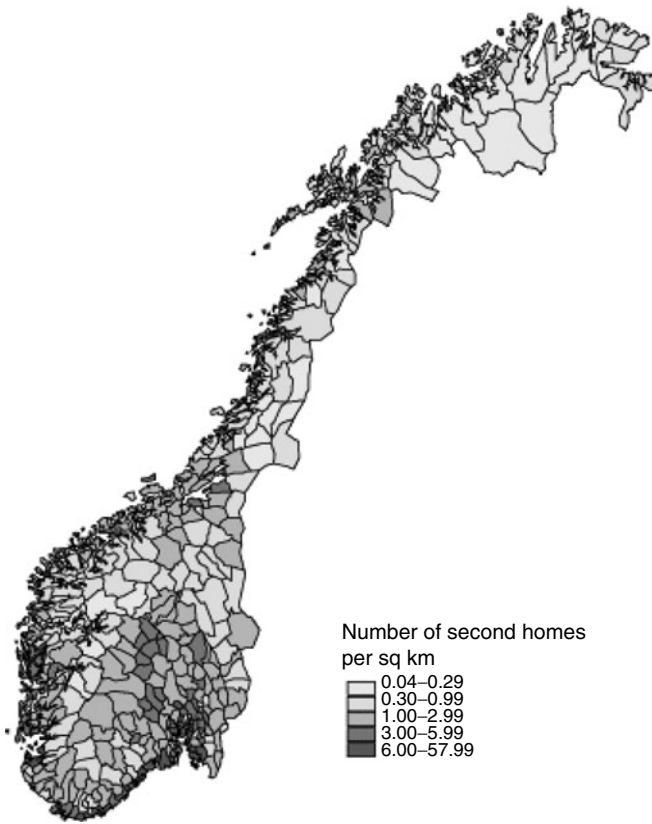 Number of second homes
per sq km
0.04–0.29
0.30–0.99
1.00–2.99
3.00–5.99
6.00–57.99